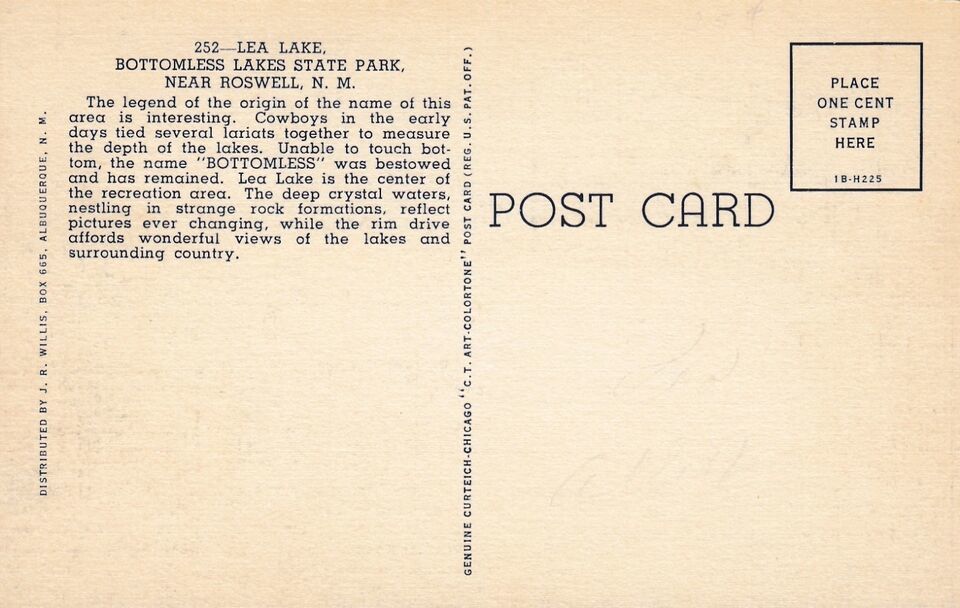 252—LEA LAKE,
BOTTOMLESS LAKES STATE PARK,
NEAR ROSWELL, N. M.
The legend of the origin of the name of this
area is interesting. Cowboys in the early
days tied several lariats together to measure
the depth of the lakes. Unable to touch bot-
tom, the name "BOTTOMLESS" was bestowed
and has remained. Lea Lake is the center of
the recreation area. The deep crystal waters,
nestling in strange rock formations, reflect
pictures ever changing, while the rim drive
affords wonderful views of the lakes and
surrounding country.
DISTRIBUTED BY J. R. WILLIS, BOX 665, ALBUQUERQUE, N. M.
GENUINE CURTEICH-CHICAGO "C.T. ART-COLORTONE" POST CARD (REG. U.S. PAT. OFF.)
POST CARD
PLACE
ONE CENT
STAMP
HERE
1B-H225